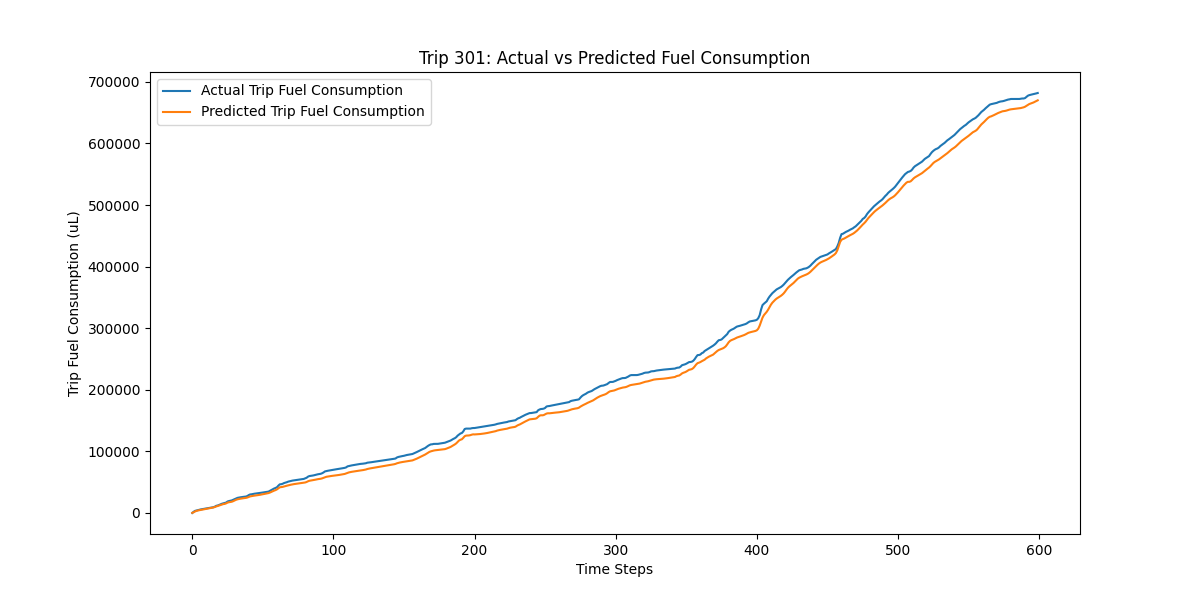 Trip 301: Actual vs Predicted Fuel Consumption
Actual Trip Fuel Consumption
Predicted Trip Fuel Consumption
Trip Fuel Consumption (uL)
700000
600000
500000
400000
300000
200000
100000
0
0 100 200 300 400 500 600
Time Steps